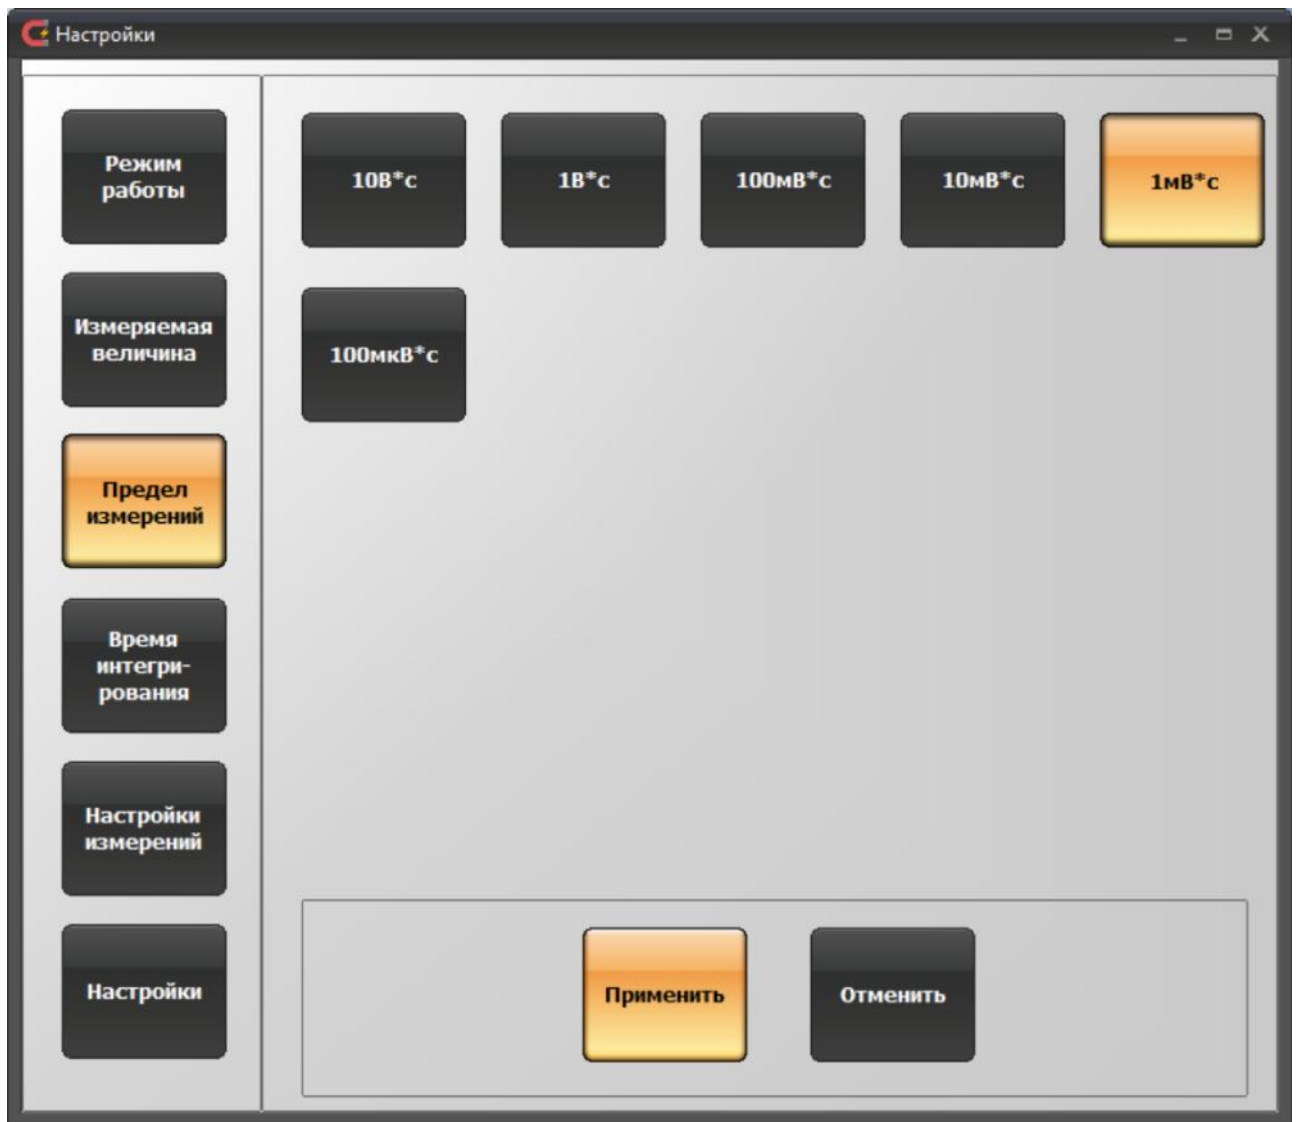 Настройки
Режим
работы
Измеряемая
величина
Предел
измерений
Время
интегри-
рования
Настройки
измерений
Настройки
10В*с
1В*с
100мВ*с
10мВ*с
1мВ*с
100мкВ*с
Применить
Отменить